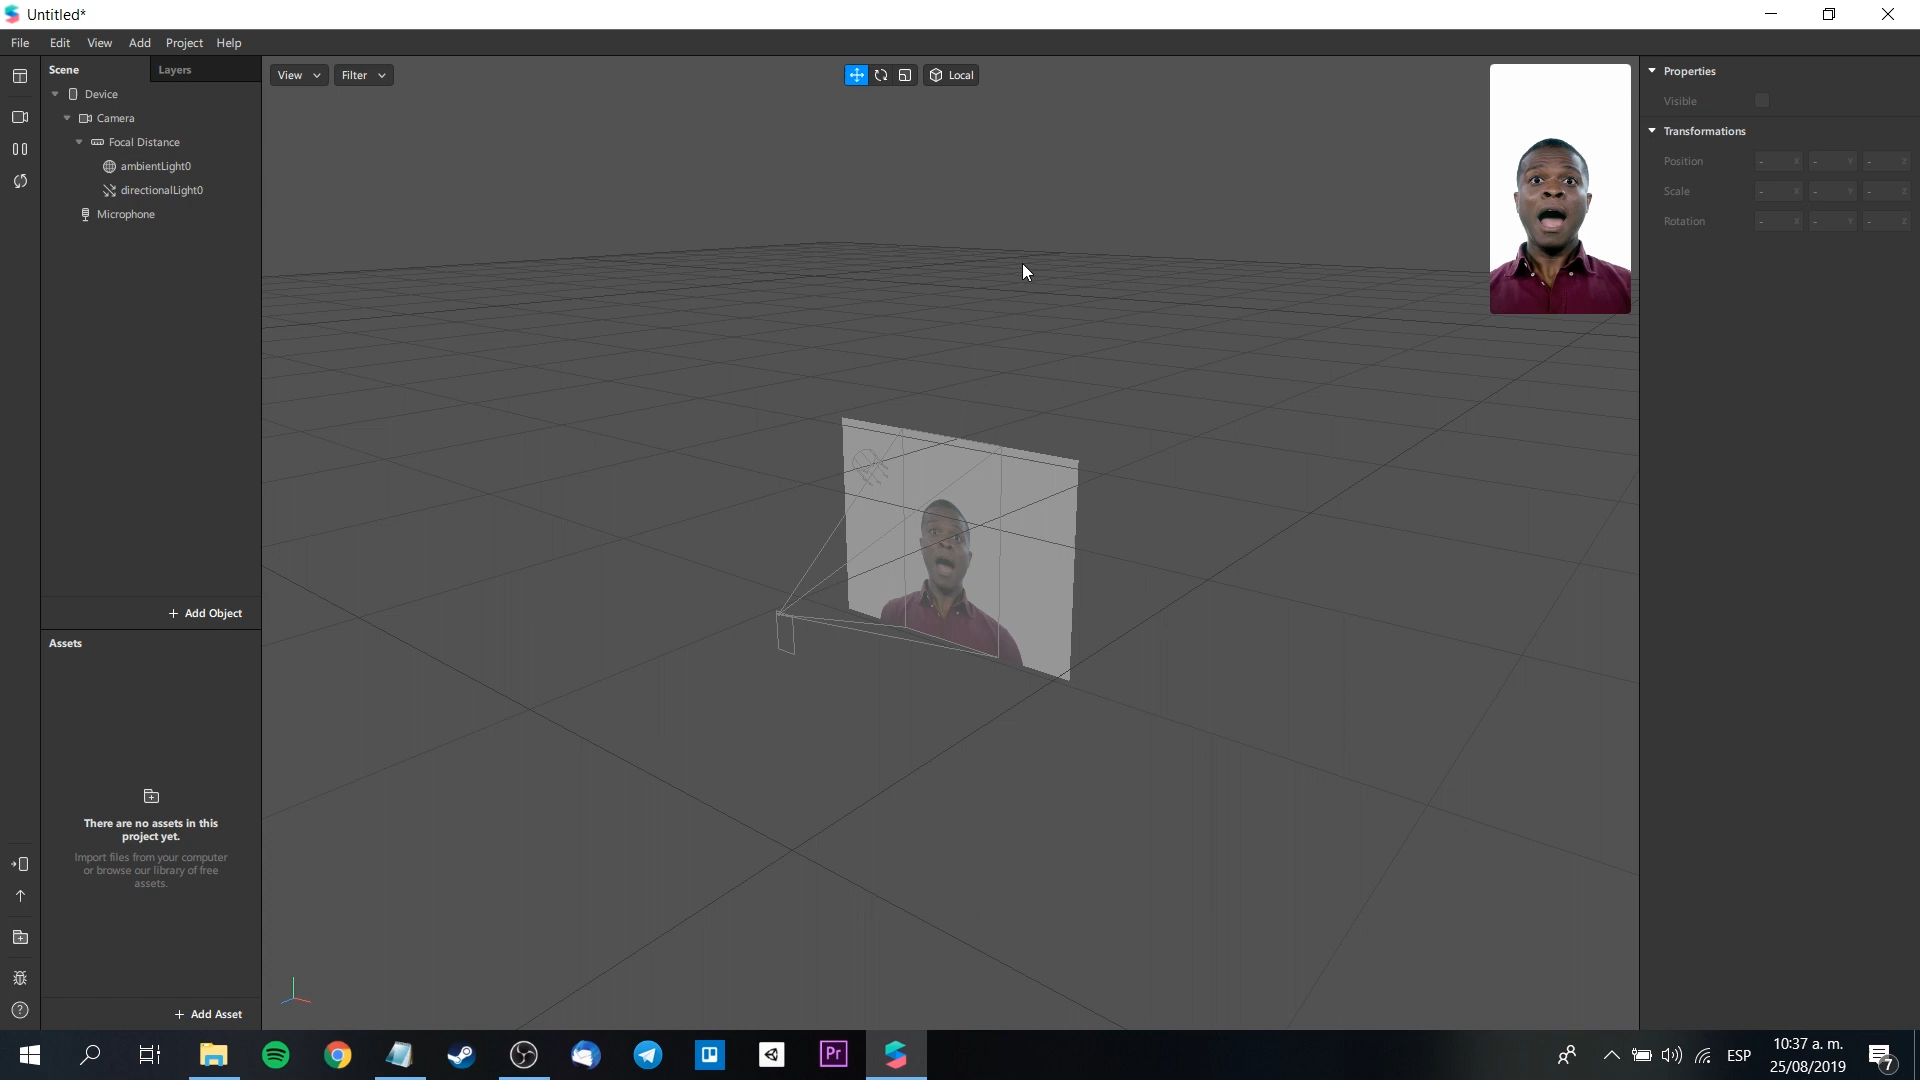 Untitled*
File Edit View Add Project Help
Scene Layers
View Filter Local
Device
Camera
Focal Distance
ambientLight0
directionalLight0
Microphone
+ Add Object
Assets
There are no assets in this
project yet.
Import files from your computer
or browse our library of free
assets.
+ Add Asset
Properties
Visible
Transformations
Position - X - Y - Z
Scale - X - Y - Z
Rotation - X - Y - Z
Pr
ESP
10:37 a. m.
25/08/2019
7